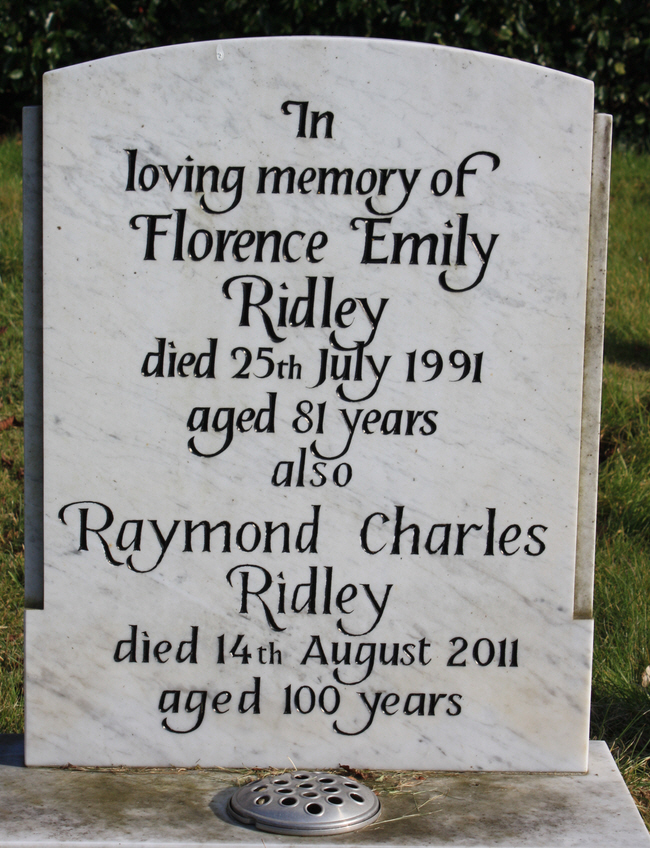 In
loving memory of
Florence Emily
Ridley
died 25th July 1991
aged 81 years
also
Raymond Charles
Ridley
died 14th August 2011
aged 100 years